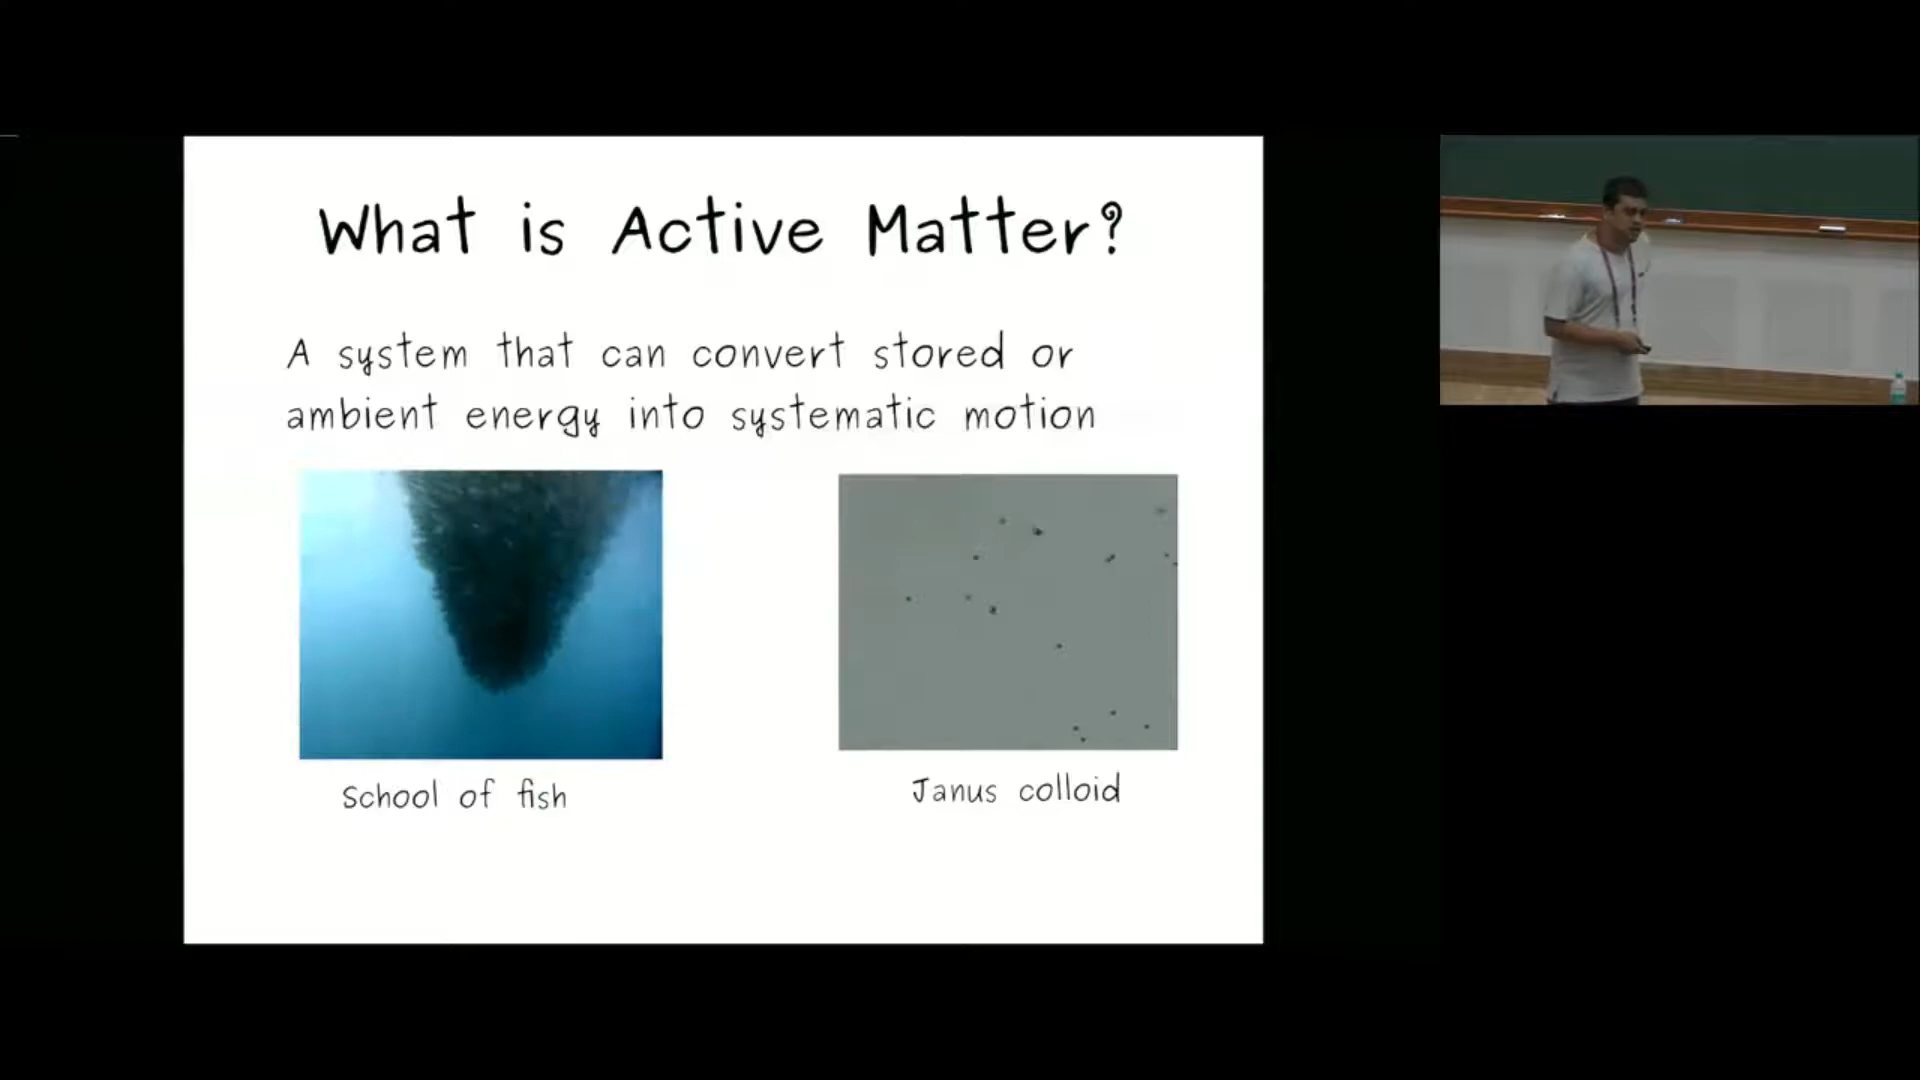 What is Active Matter?
A system that can convert stored or
ambient energy into systematic motion
School of fish
Janus colloid